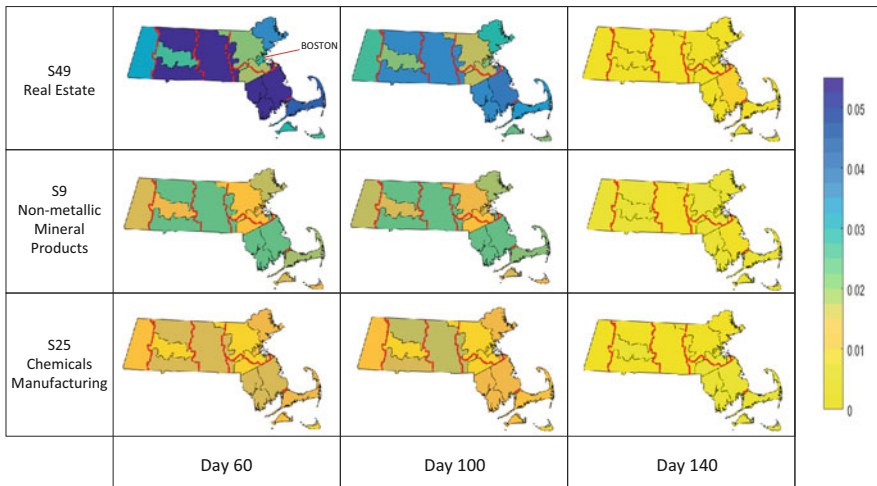 S49
Real Estate
BOSTON
S9
Non-metallic
Mineral
Products
S25
Chemicals
Manufacturing
Day 60
Day 100
Day 140
0.05
0.04
0.03
0.02
0.01
0